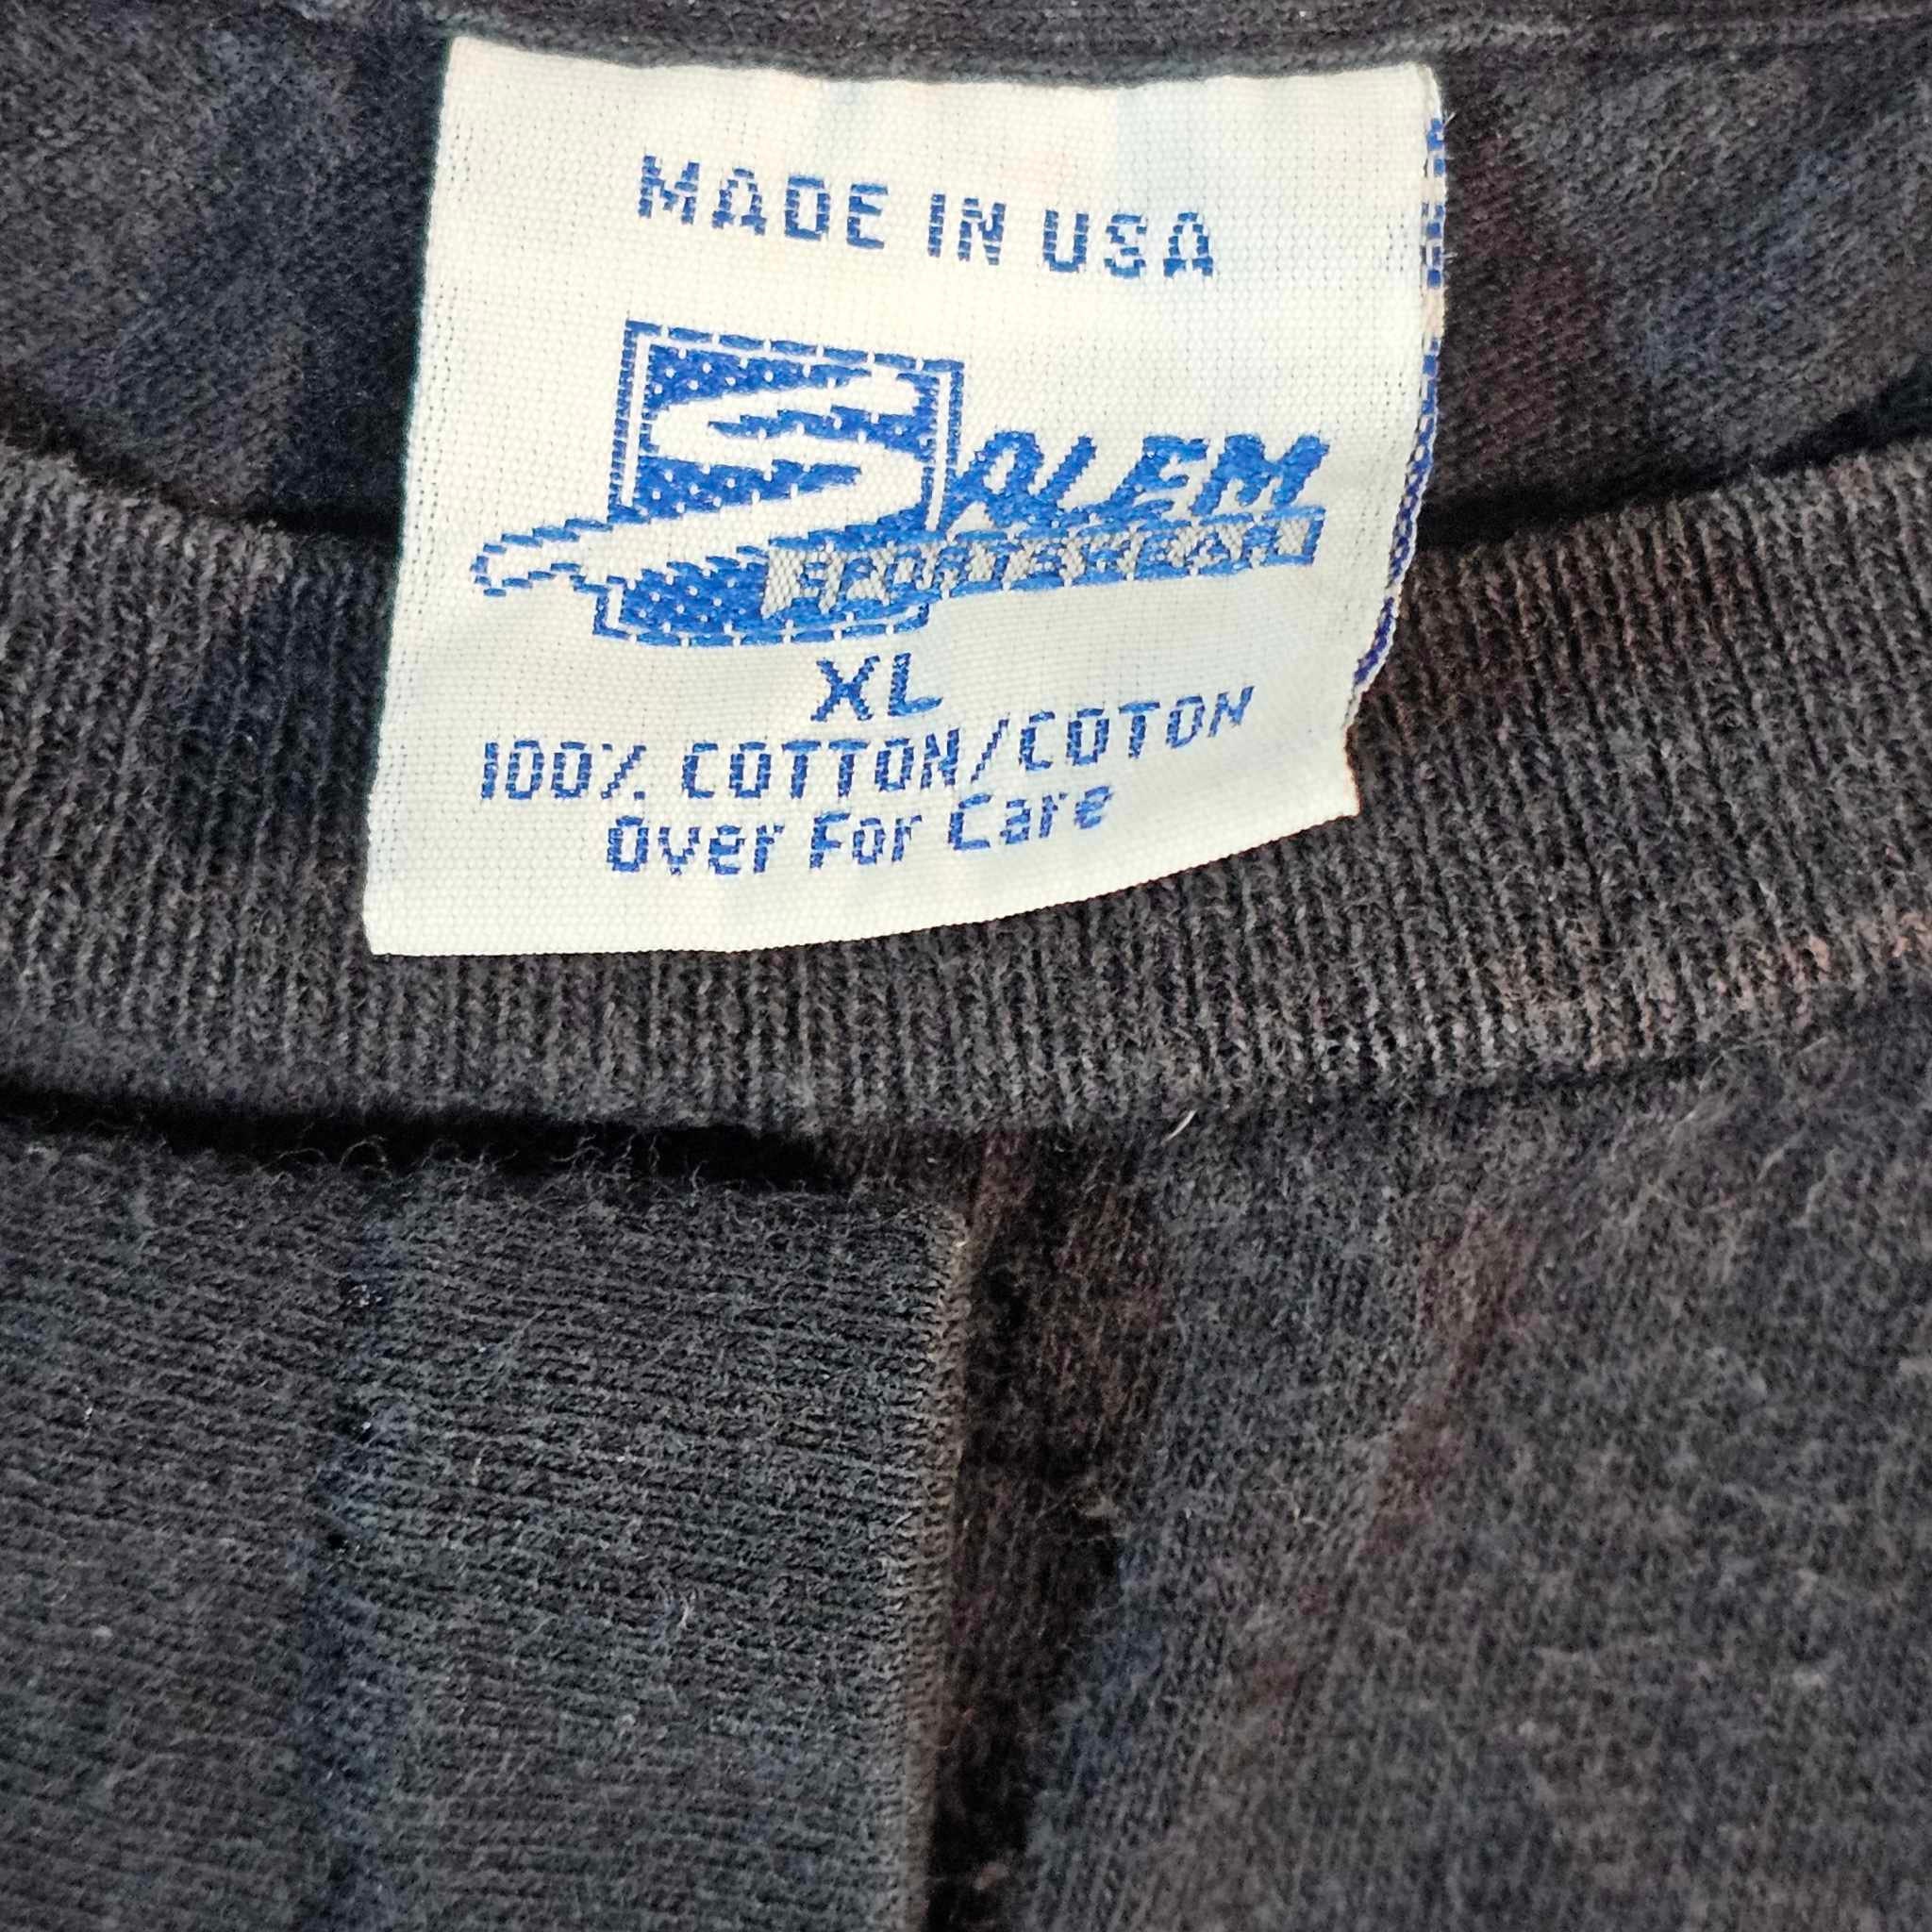 MADE IN USA
SALEM
SPORTSWEAR
XL
100% COTTON/COTON
Over For Care